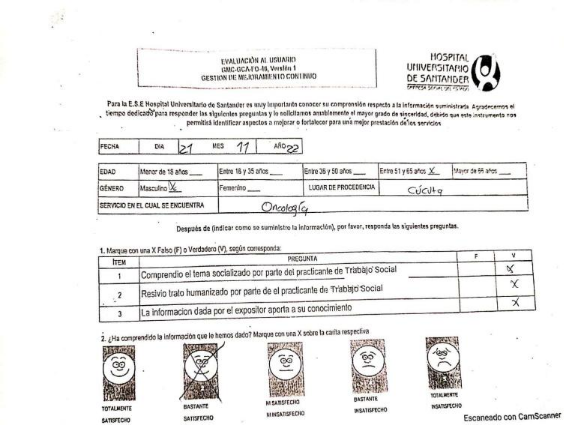 EVALUACIÓN AL USUARIO
GMC-GCA-FO-49, Versión 1
GESTIÓN DE MEJORAMIENTO CONTINUO
HOSPITAL
UNIVERSITARIO
DE SANTANDER
EMPRESA SOCIAL DEL ESTADO
Para la E.S.E Hospital Universitario de Santander es muy importante conocer su comprensión respecto a la información suministrada. Agradecemos el
tiempo dedicado para responder las siguientes preguntas y le solicitamos amablemente el mayor grado de sinceridad, debido que este instrumento nos
permitirá identificar aspectos a mejorar o fortalecer para una mejor prestación de los servicios
FECHA DIA 21 MES 11 AÑO 22
EDAD Menor de 18 años ___ Entre 18 y 35 años ___ Entre 36 y 50 años ___ Entre 51 y 65 años X Mayor de 65 años ___
GÉNERO Masculino X Femenino ___ LUGAR DE PROCEDENCIA Cúcuta
SERVICIO EN EL CUAL SE ENCUENTRA Oncología
Después de (indicar como se suministro la información), por favor, responda las siguientes preguntas.
1. Marque con una X Falso (F) o Verdadero (V), según corresponda:
ÍTEM PREGUNTA F V
1 Comprendio el tema socializado por parte del practicante de Trabajo Social X
2 Resivio trato humanizado por parte de el practicante de Trabajo Social X
3 La informacion dada por el expositor aporta a su conocimiento X
2. ¿Ha comprendido la información que le hemos dado? Marque con una X sobre la carita respectiva
TOTALMENTE SATISFECHO
BASTANTE SATISFECHO
NI SATISFECHO NI INSATISFECHO
BASTANTE INSATISFECHO
TOTALMENTE INSATISFECHO
Escaneado con CamScanner